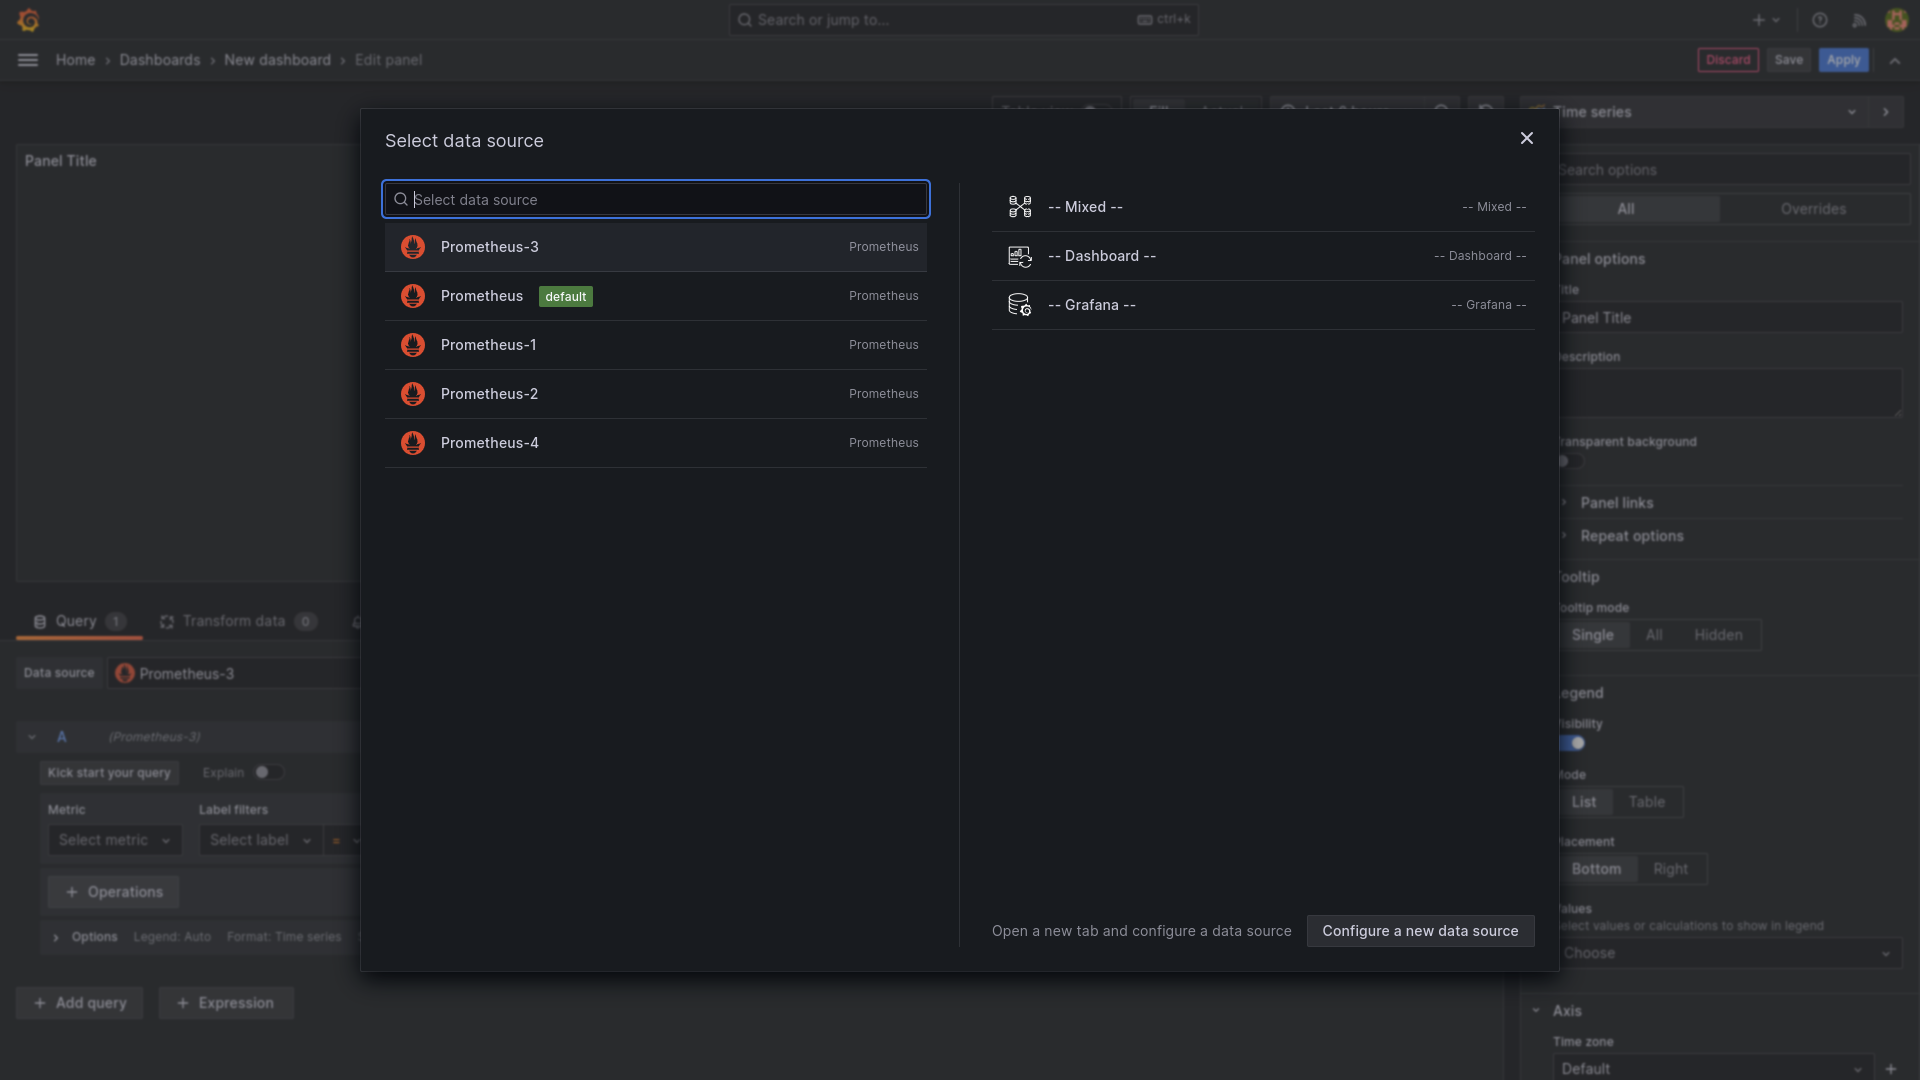 Search or jump to...
ctrl+k
Home
Dashboards
New dashboard
Edit panel
Discard
Save
Apply
Time series
Panel Title
Select data source
Select data source
Prometheus-3
Prometheus
Prometheus
default
Prometheus
Prometheus-1
Prometheus
Prometheus-2
Prometheus
Prometheus-4
Prometheus
-- Mixed --
-- Mixed --
-- Dashboard --
-- Dashboard --
-- Grafana --
-- Grafana --
Open a new tab and configure a data source
Configure a new data source
Query
1
Transform data
0
Data source
Prometheus-3
A
(Prometheus-3)
Kick start your query
Explain
Metric
Label filters
Select metric
Select label
=
+ Operations
Options
Legend: Auto
Format: Time series
+ Add query
+ Expression
Search options
All
Overrides
Panel options
Title
Panel Title
Description
Transparent background
Panel links
Repeat options
Tooltip
Tooltip mode
Single
All
Hidden
Legend
Visibility
Mode
List
Table
Placement
Bottom
Right
Values
Select values or calculations to show in legend
Choose
Axis
Time zone
Default